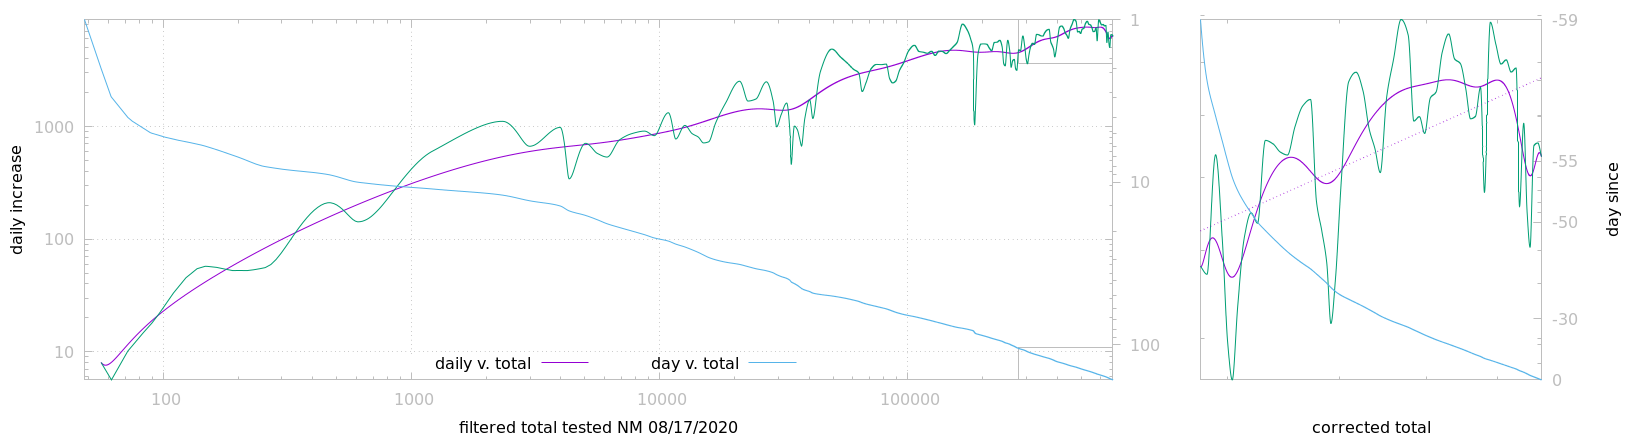 daily increase
1000
100
10
100
1000
10000
100000
1
10
100
daily v. total
day v. total
filtered total tested NM 08/17/2020
-59
-55
-50
-30
0
day since
corrected total